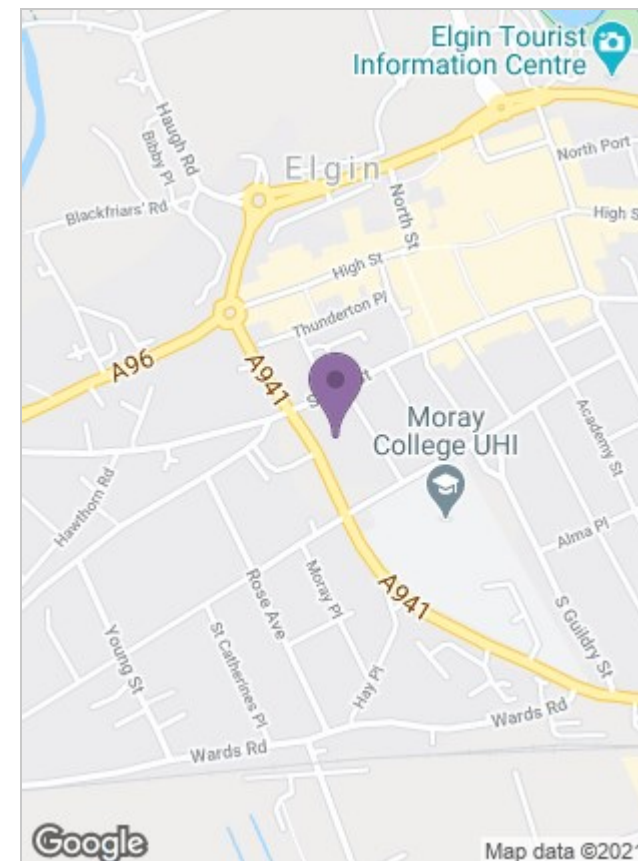 Elgin Tourist
Information Centre
Haugh Rd
Bibby Pl
Elgin
North Port
Blackfriars' Rd
North St
High St
High S
Thunderton Pl
A96
A941
Moray
College UHI
Academy St
Hawthorn Rd
Alma Pl
Rose Ave
Moray Pl
A941
S Guildry St
Young St
St Catherines Pl
Hay Pl
Wards Rd
Wards Rd
Google
Map data ©2021